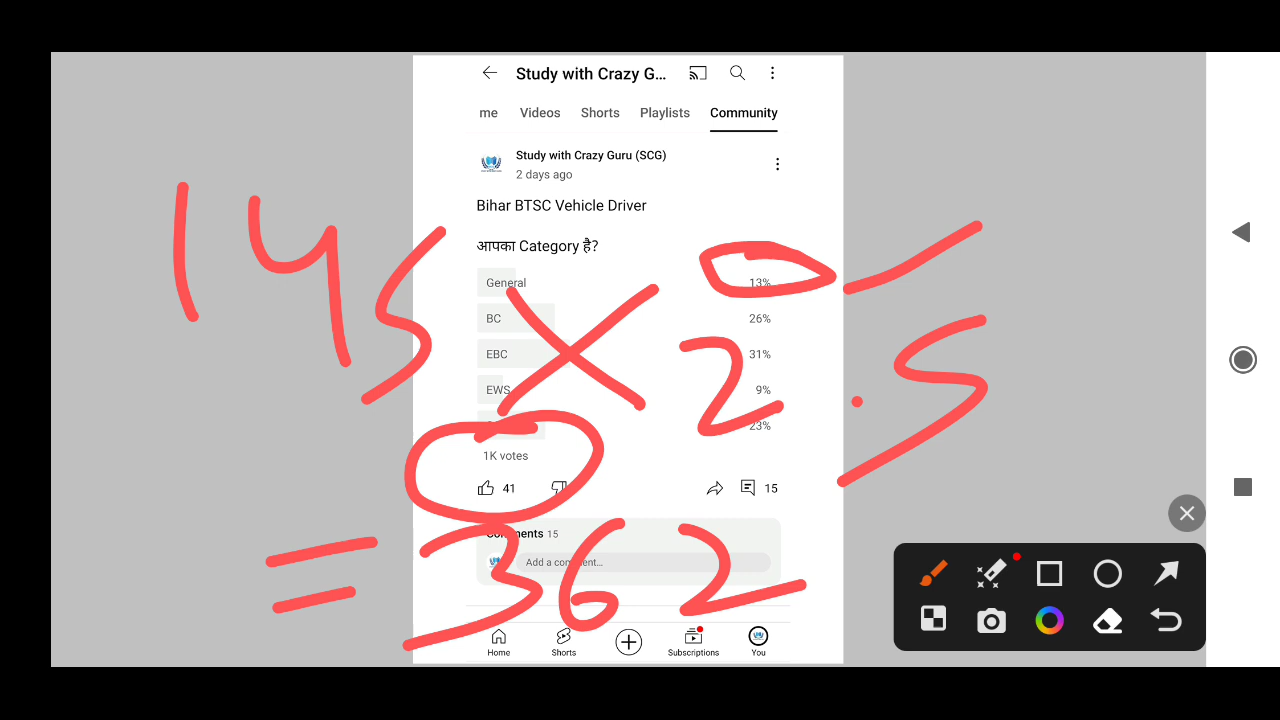 Study with Crazy G...
me Videos Shorts Playlists Community
Study with Crazy Guru (SCG)
2 days ago
Bihar BTSC Vehicle Driver
आपका Category है?
General 13%
BC 26%
EBC 31%
EWS 9%
23%
1K votes
41 15
Comments 15
Add a comment...
Home Shorts Subscriptions You
145 × 2.5
= 362